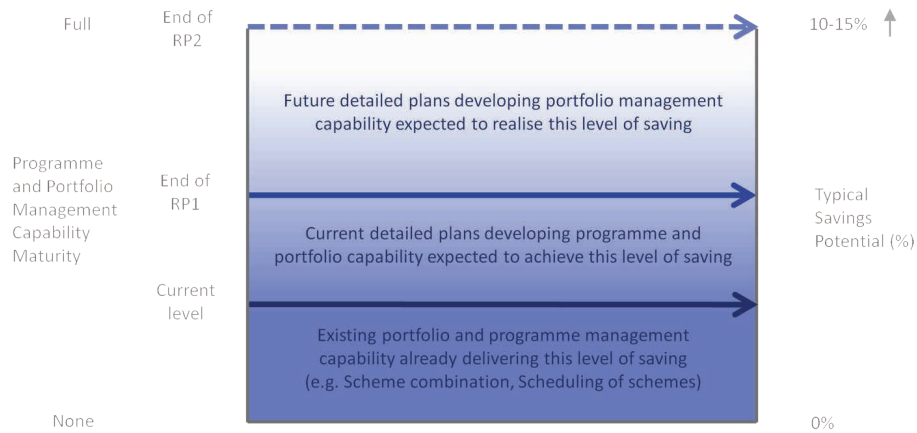 Full
End of
RP2
10-15%
Future detailed plans developing portfolio management
capability expected to realise this level of saving
Programme
and Portfolio
Management
Capability
Maturity
End of
RP1
Typical
Savings
Potential (%)
Current detailed plans developing programme and
portfolio capability expected to achieve this level of saving
Current
level
Existing portfolio and programme management
capability already delivering this level of saving
(e.g. Scheme combination, Scheduling of schemes)
None
0%